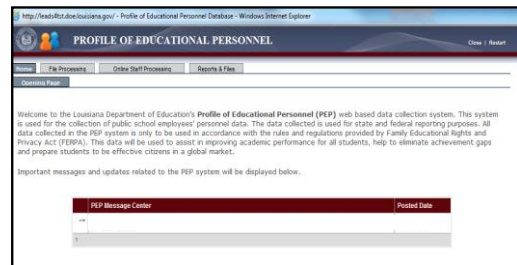 http://leads4tst.doe.louisiana.gov/ - Profile of Educational Personnel Database - Windows Internet Explorer
PROFILE OF EDUCATIONAL PERSONNEL
Close | Restart
Home File Processing Online Staff Processing Reports & Files
Opening Page
Welcome to the Louisiana Department of Education's Profile of Educational Personnel (PEP) web based data collection system. This system
is used for the collection of public school employees' personnel data. The data collected is used for state and federal reporting purposes. All
data collected in the PEP system is only to be used in accordance with the rules and regulations provided by Family Educational Rights and
Privacy Act (FERPA). This data will be used to assist in improving academic performance for all students, help to eliminate achievement gaps
and prepare students to be effective citizens in a global market.
Important messages and updates related to the PEP system will be displayed below.
PEP Message Center Posted Date